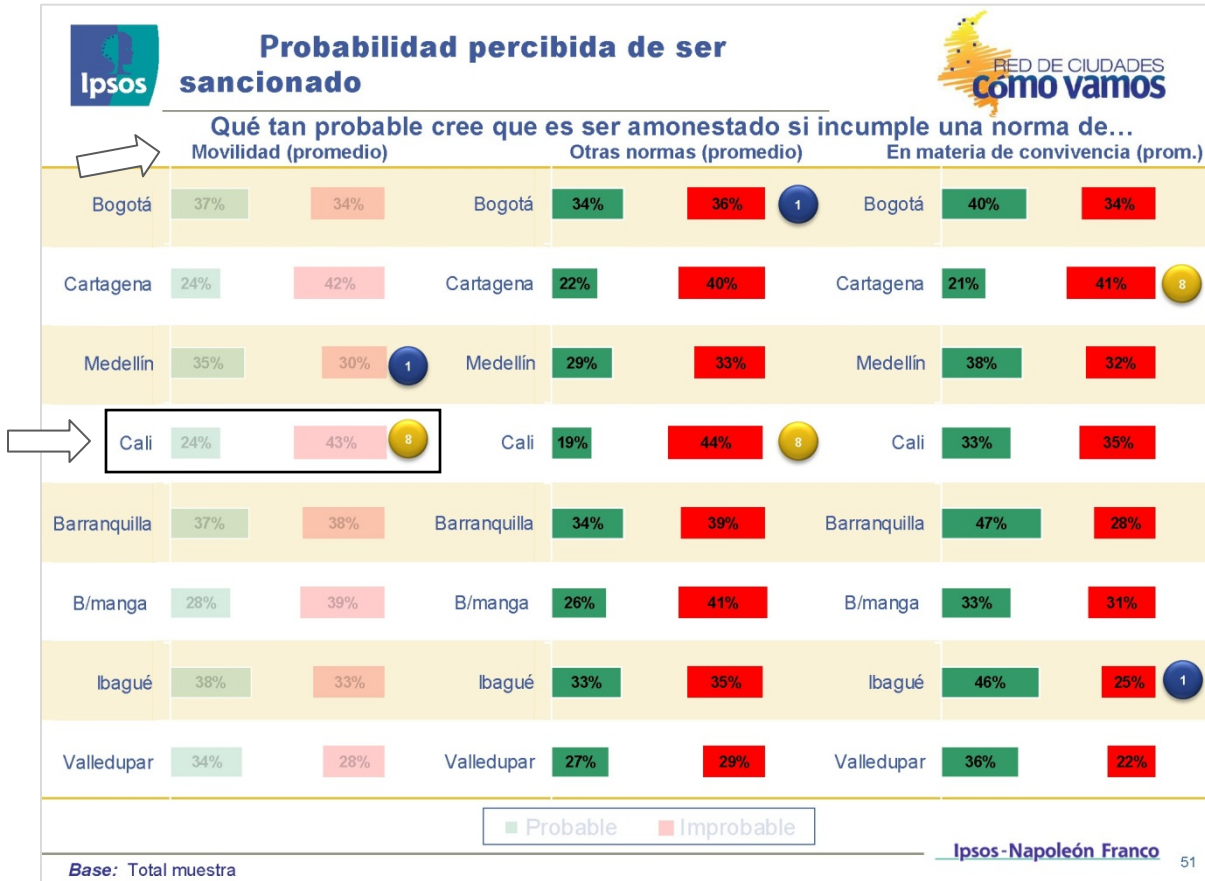 Ipsos
Probabilidad percibida de ser
sancionado
RED DE CIUDADES
Cómo vamos
Qué tan probable cree que es ser amonestado si incumple una norma de...
Movilidad (promedio) Otras normas (promedio) En materia de convivencia (prom.)
Bogotá 37% 34% Bogotá 34% 36% 1 Bogotá 40% 34%
Cartagena 24% 42% Cartagena 22% 40% Cartagena 21% 41% 8
Medellín 35% 30% 1 Medellín 29% 33% Medellín 38% 32%
Cali 24% 43% 8 Cali 19% 44% 8 Cali 33% 35%
Barranquilla 37% 38% Barranquilla 34% 39% Barranquilla 47% 28%
B/manga 28% 39% B/manga 26% 41% B/manga 33% 31%
Ibagué 38% 33% Ibagué 33% 35% Ibagué 46% 25% 1
Valledupar 34% 28% Valledupar 27% 29% Valledupar 36% 22%
Probable Improbable
Ipsos-Napoleón Franco 51
Base: Total muestra